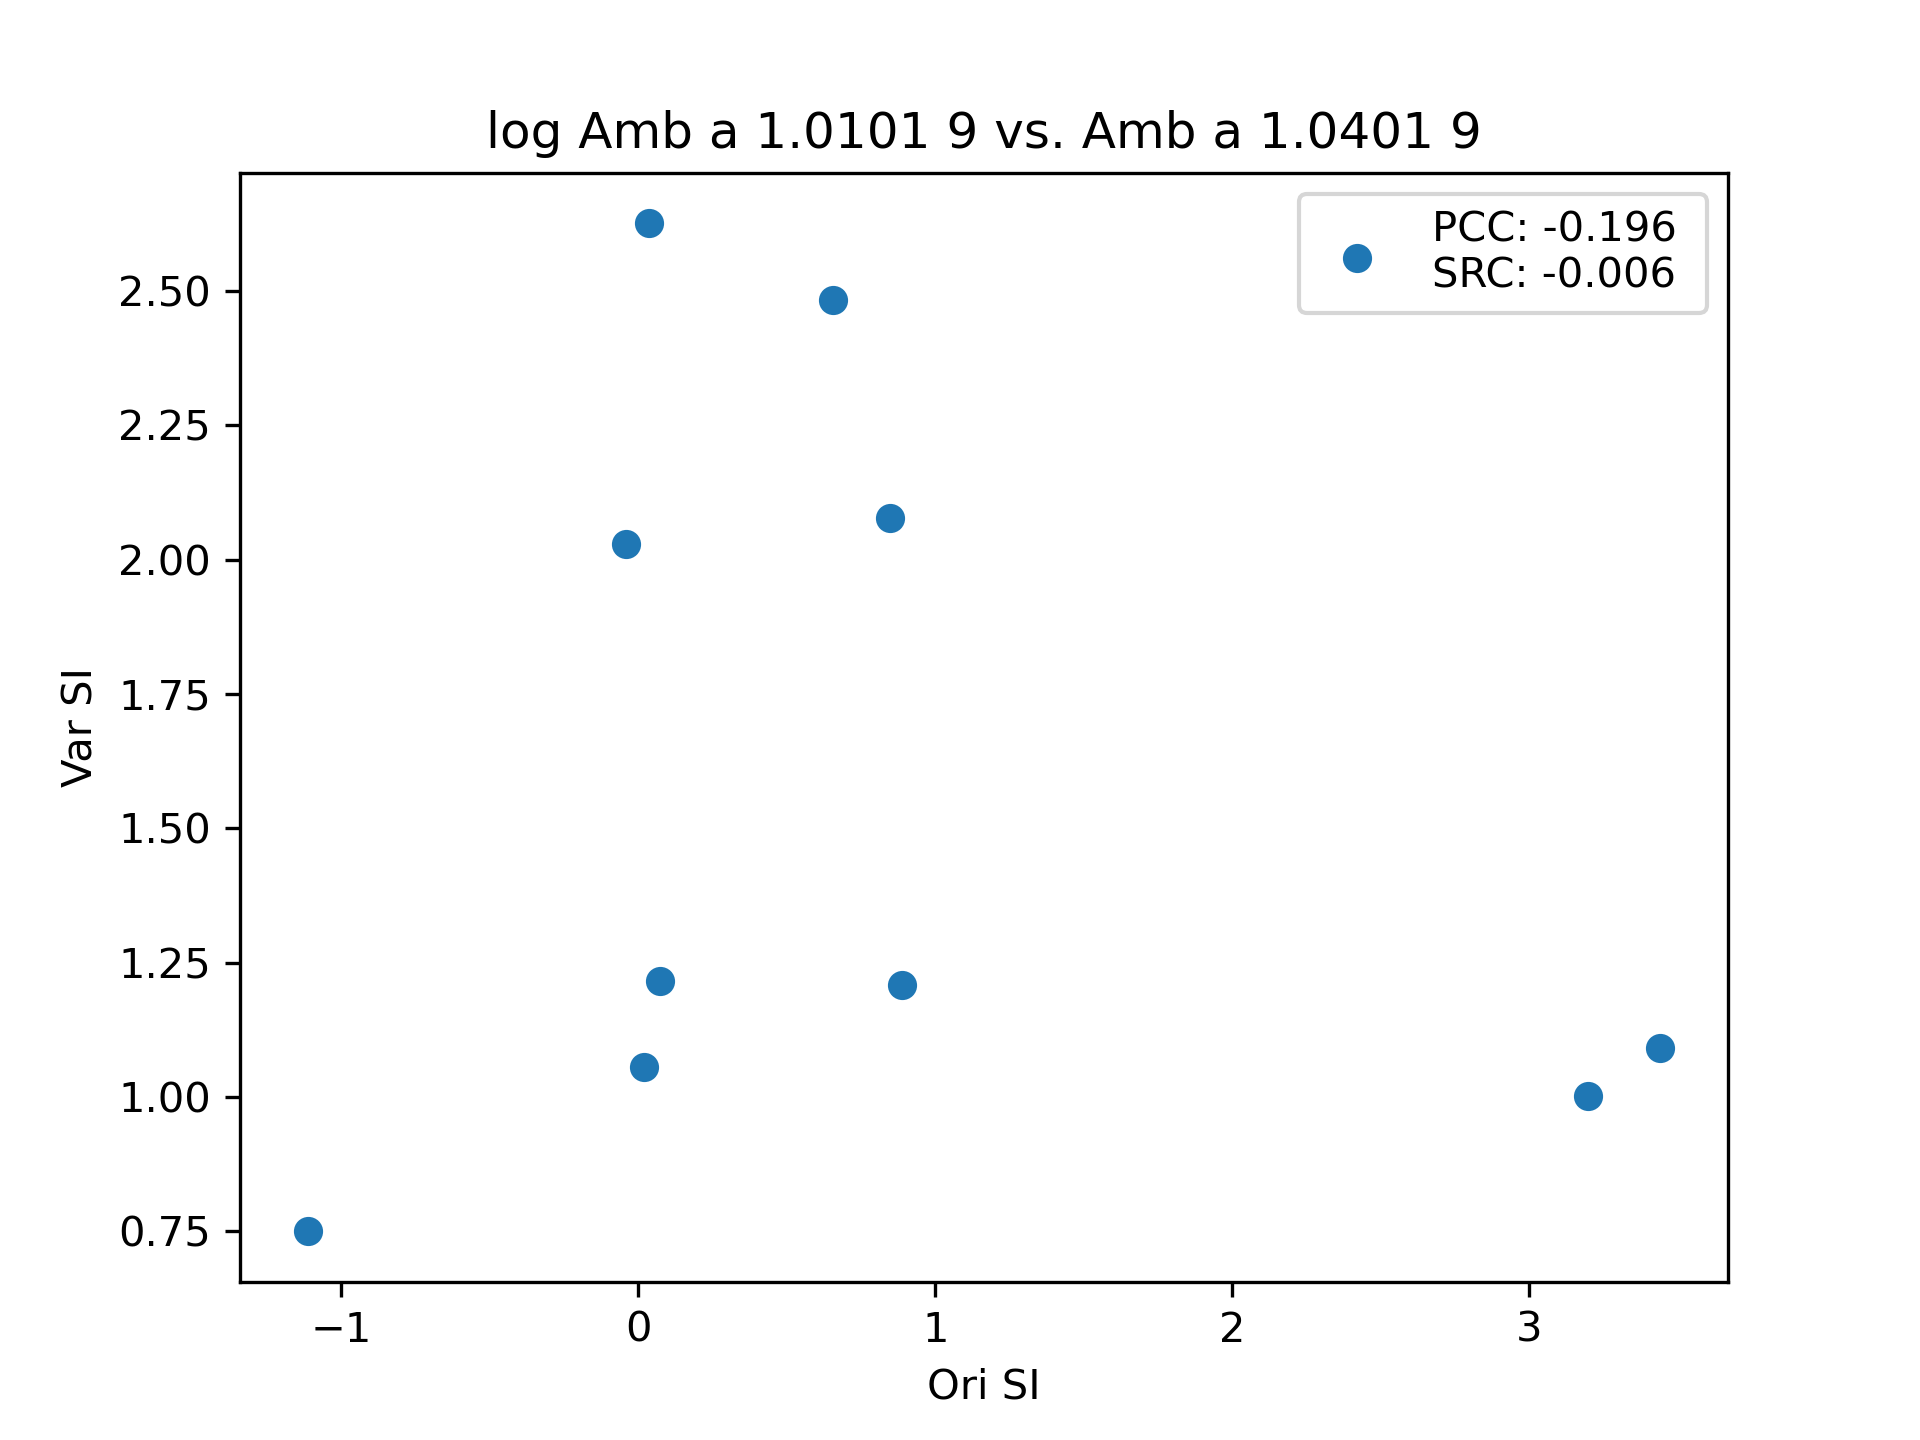 log Amb a 1.0101 9 vs. Amb a 1.0401 9
PCC: -0.196
SRC: -0.006
2.50
2.25
2.00
1.75
1.50
1.25
1.00
0.75
Var SI
−1 0 1 2 3
Ori SI